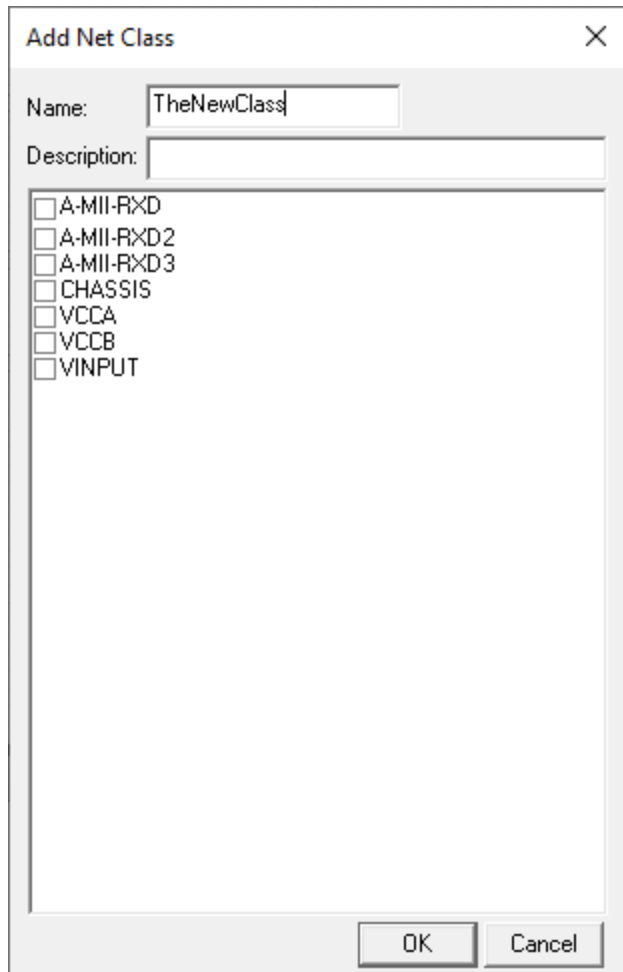 Add Net Class
Name: TheNewClass
Description:
A-MII-RXD
A-MII-RXD2
A-MII-RXD3
CHASSIS
VCCA
VCCB
VINPUT
OK Cancel